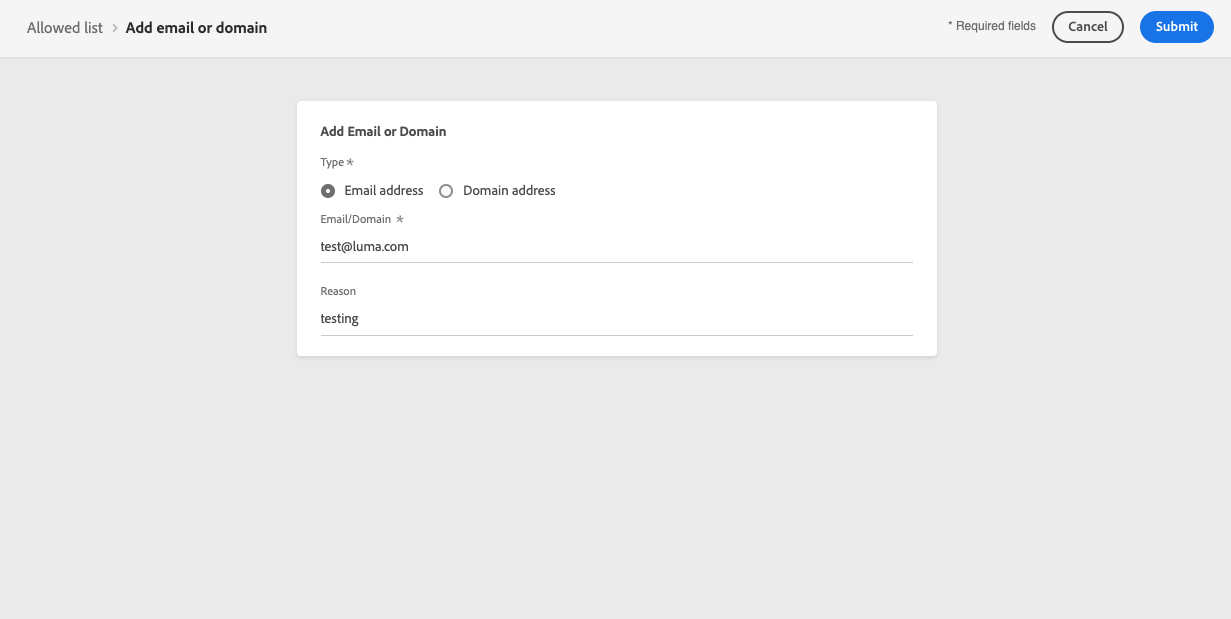 Allowed list > Add email or domain
* Required fields
Cancel
Submit
Add Email or Domain
Type *
Email address
Domain address
Email/Domain *
test@luma.com
Reason
testing